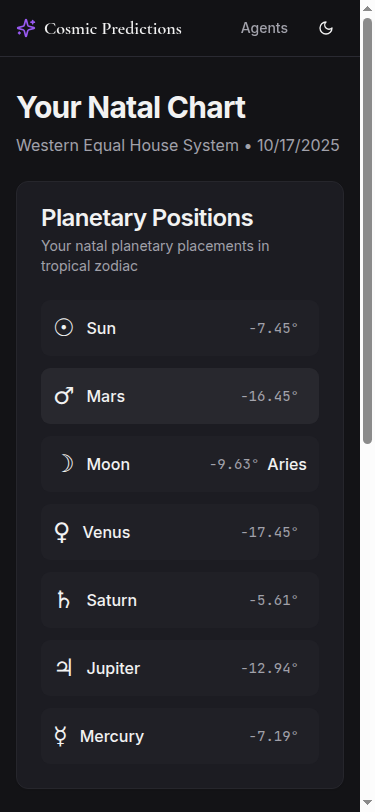 Cosmic Predictions
Agents
Your Natal Chart
Western Equal House System • 10/17/2025
Planetary Positions
Your natal planetary placements in
tropical zodiac
☉ Sun -7.45°
♂ Mars -16.45°
☽ Moon -9.63° Aries
♀ Venus -17.45°
♄ Saturn -5.61°
♃ Jupiter -12.94°
☿ Mercury -7.19°